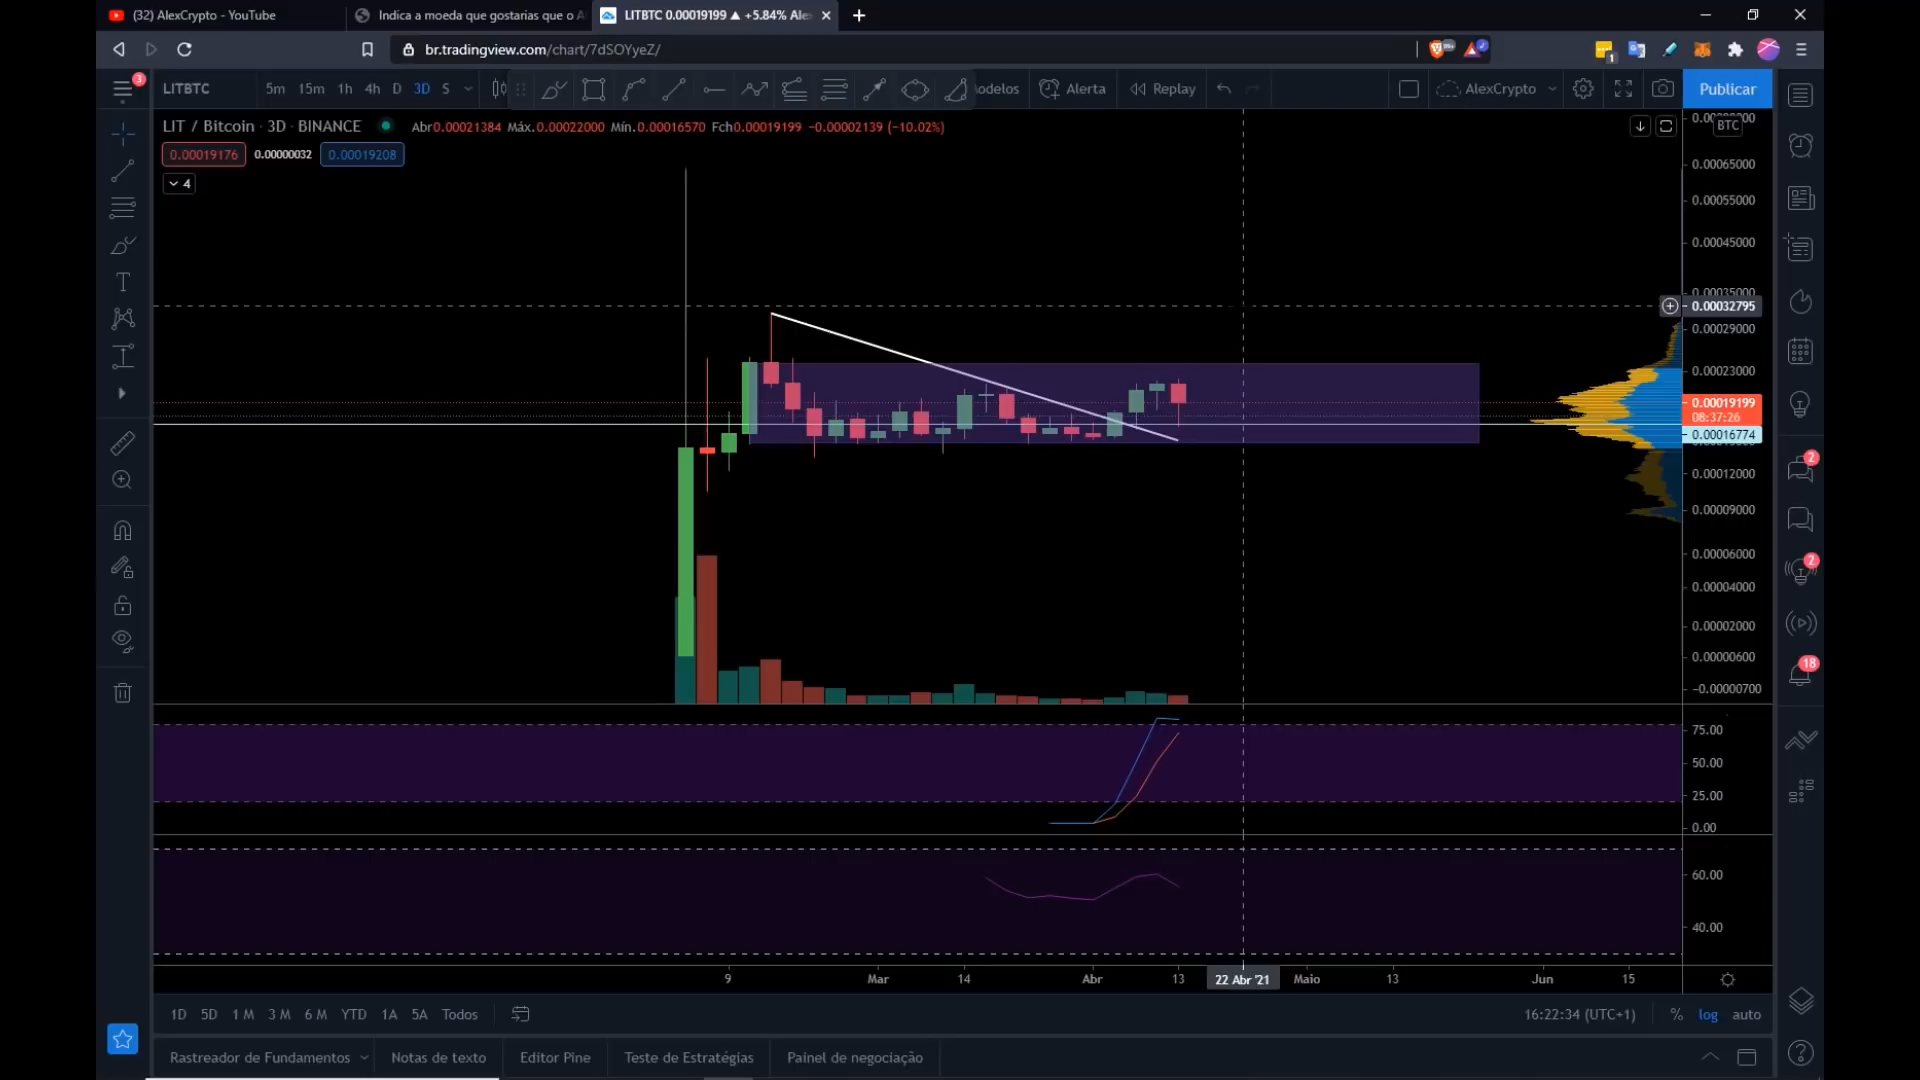 (32) AlexCrypto - YouTube
Indica a moeda que gostarias que o A
LITBTC 0.00019199 ▲ +5.84% Ale
br.tradingview.com/chart/7dSOYyeZ/
LITBTC 5m 15m 1h 4h D 3D S odelos Alerta Replay AlexCrypto Publicar
LIT / Bitcoin · 3D · BINANCE Abr0.00021384 Máx.0.00022000 Mín.0.00016570 Fch0.00019199 −0.00002139 (−10.02%)
0.00019176 0.00000032 0.00019208
4
BTC
0.00065000
0.00055000
0.00045000
0.00035000
0.00032795
0.00029000
0.00023000
0.00019199
08:37:26
0.00016774
0.00012000
0.00009000
0.00006000
0.00004000
0.00002000
0.00000600
−0.00000700
75.00
50.00
25.00
0.00
60.00
40.00
9 Mar 14 Abr 13 22 Abr '21 Maio 13 Jun 15
1D 5D 1 M 3 M 6 M YTD 1A 5A Todos 16:22:34 (UTC+1) % log auto
Rastreador de Fundamentos Notas de texto Editor Pine Teste de Estratégias Painel de negociação
3
1
2
2
18